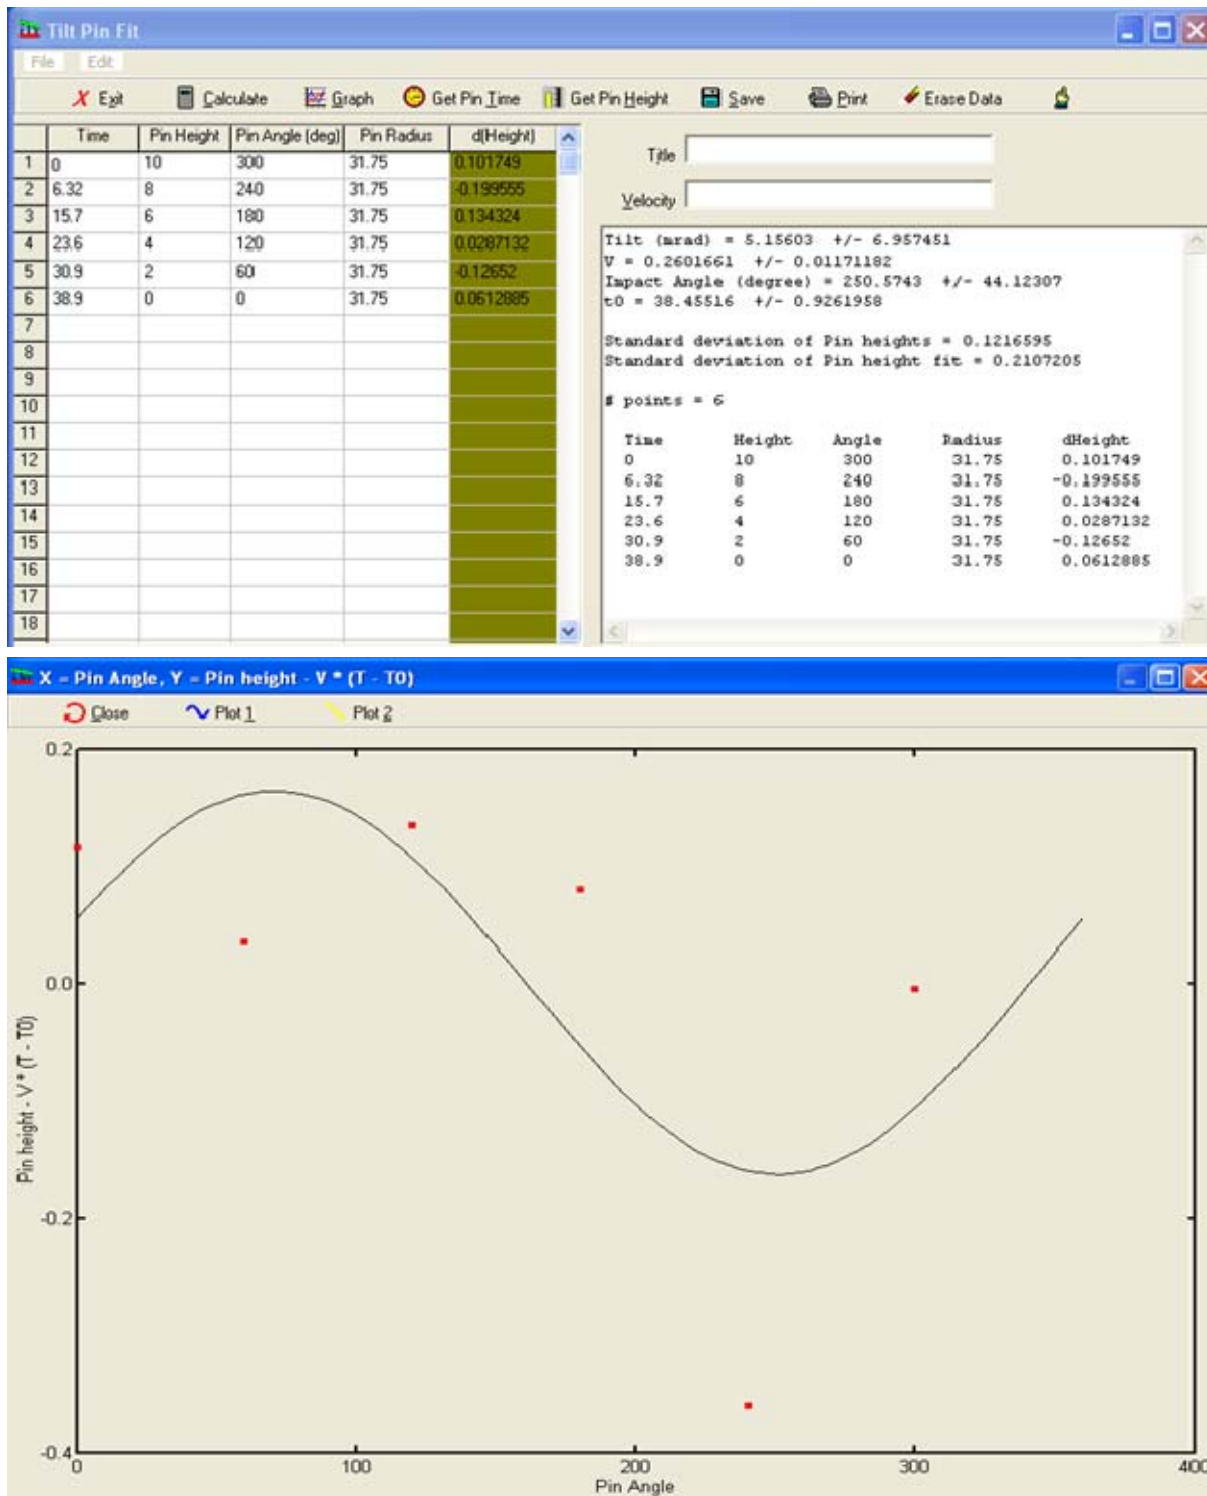 Tilt Pin Fit
File Edit
Exit Calculate Graph Get Pin Time Get Pin Height Save Print Erase Data
Time Pin Height Pin Angle (deg) Pin Radius d(Height)
1 0 10 300 31.75 0.101749
2 6.32 8 240 31.75 -0.199555
3 15.7 6 180 31.75 0.134324
4 23.6 4 120 31.75 0.0287132
5 30.9 2 60 31.75 -0.12652
6 38.9 0 0 31.75 0.0612885
7
8
9
10
11
12
13
14
15
16
17
18
Title
Velocity
Tilt (mrad) = 5.15603 +/- 6.957451
V = 0.2601661 +/- 0.01171182
Impact Angle (degree) = 250.5743 +/- 44.12307
t0 = 38.45516 +/- 0.9261958
Standard deviation of Pin heights = 0.1216595
Standard deviation of Pin height fit = 0.2107205
# points = 6
Time Height Angle Radius dHeight
0 10 300 31.75 0.101749
6.32 8 240 31.75 -0.199555
15.7 6 180 31.75 0.134324
23.6 4 120 31.75 0.0287132
30.9 2 60 31.75 -0.12652
38.9 0 0 31.75 0.0612885
X = Pin Angle, Y = Pin height - V * (T - T0)
Close Plot 1 Plot 2
0.2
0.0
-0.2
-0.4
Pin height - V * (T - T0)
0 100 200 300 400
Pin Angle